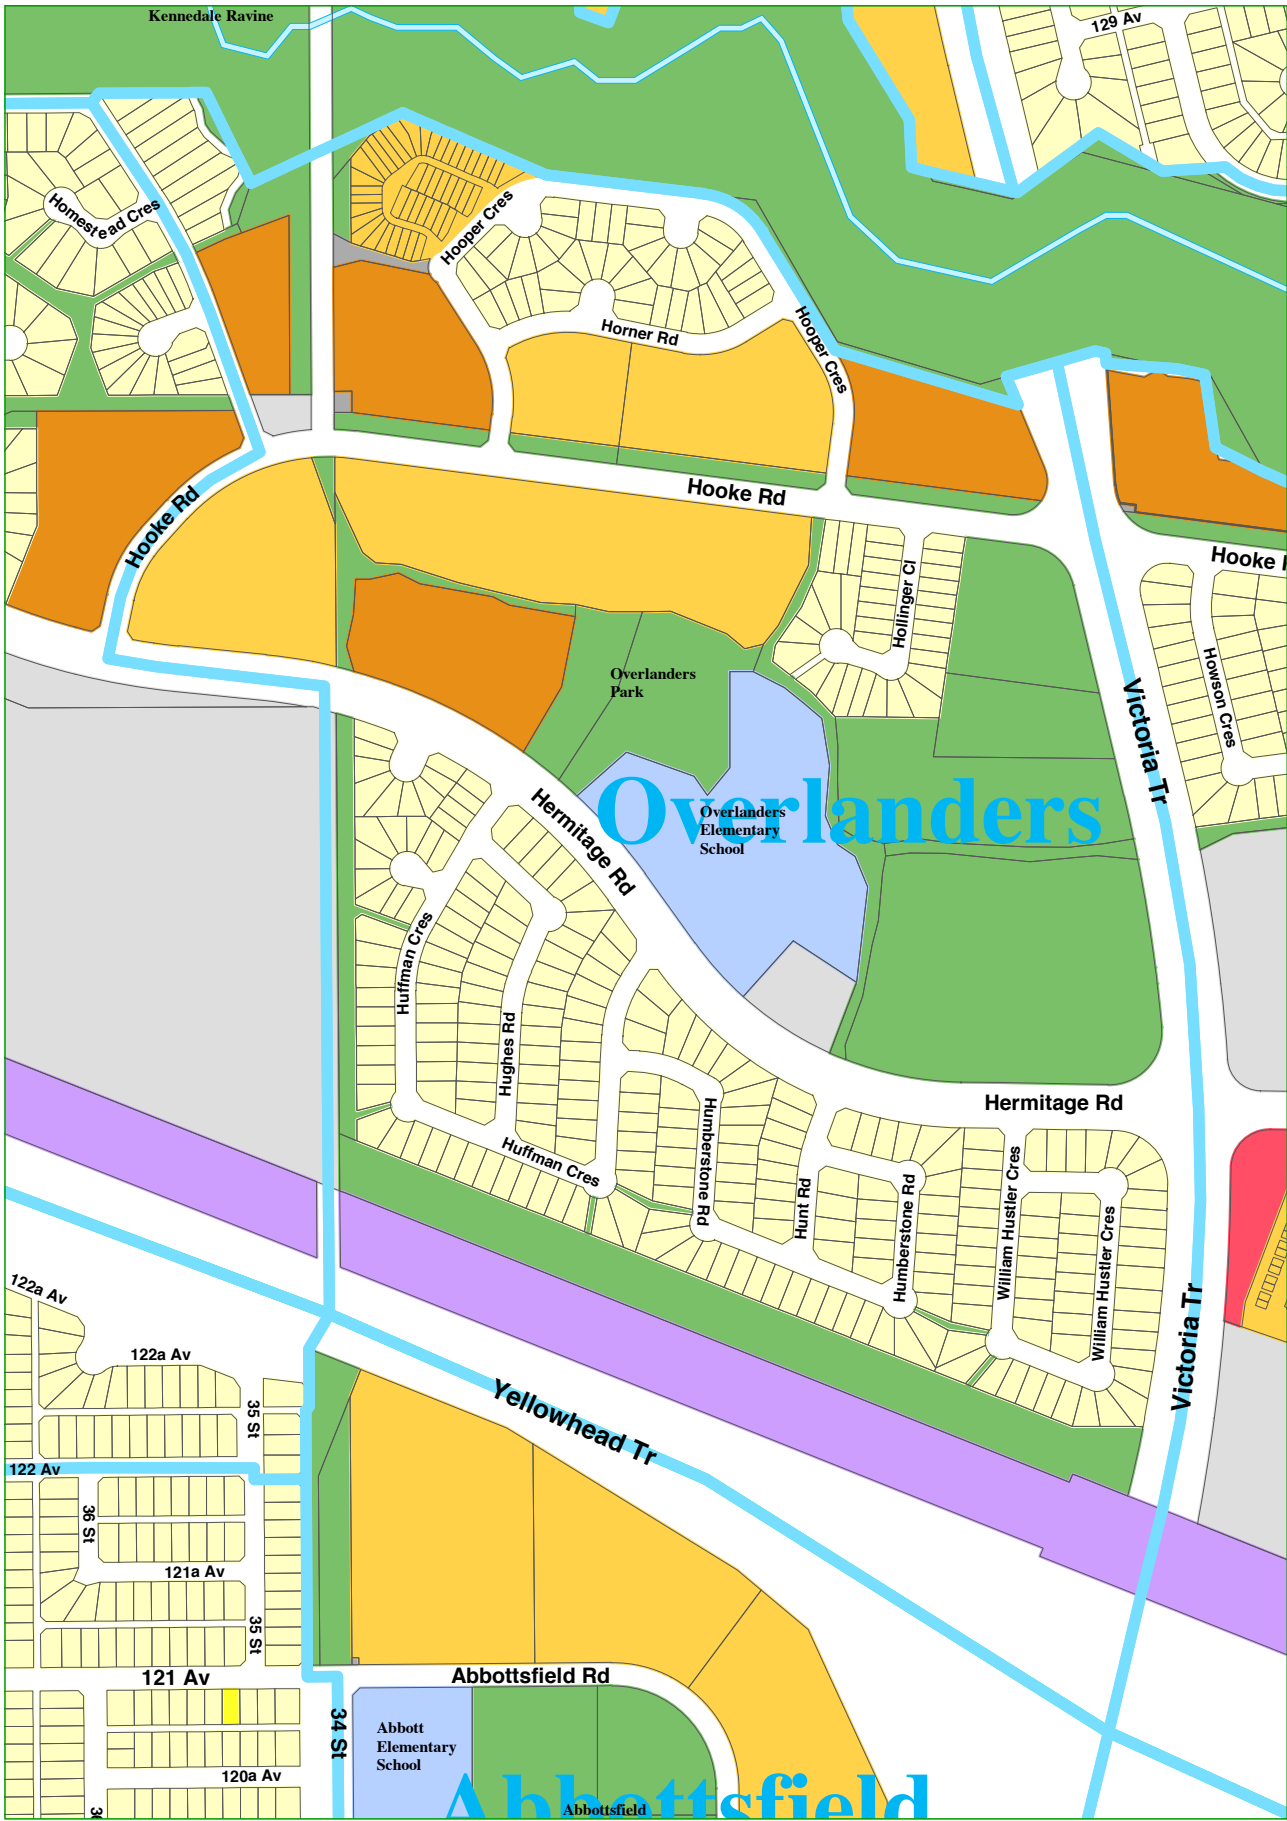 Kennedale Ravine
129 Av
Homestead Cres
Hooper Cres
Horner Rd
Hooper Cres
Hooke Rd
Hooke Rd
Hooke
Hollinger Cl
Howson Cres
Overlanders
Park
Victoria Tr
Overlanders
Overlanders
Elementary
School
Hermitage Rd
Huffman Cres
Hughes Rd
Huffman Cres
Humberstone Rd
Hunt Rd
Humberstone Rd
Hermitage Rd
William Hustler Cres
William Hustler Cres
Victoria Tr
122a Av
122a Av
35 St
Yellowhead Tr
122 Av
36 St
121a Av
35 St
121 Av
Abbottsfield Rd
34 St
Abbott
Elementary
School
120a Av
Abbottsfield
Abbottsfield